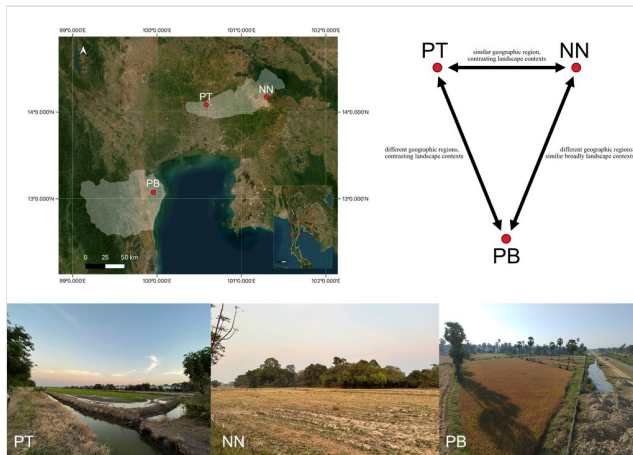 99°0.000'E 100°0.000'E 101°0.000'E 102°0.000'E
14°0.000'N
13°0.000'N
PT
NN
PB
0 25 50 km
14°0.000'N
13°0.000'N
99°0.000'E 100°0.000'E 101°0.000'E 102°0.000'E
PT
NN
similar geographic region,
contrasting landscape contexts
different geographic regions,
contrasting landscape contexts
different geographic regions
similar broadly landscape contexts
PB
PT
NN
PB